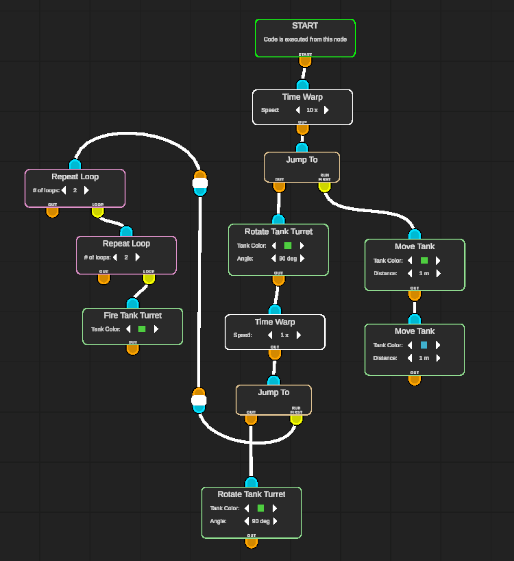 START
Code is executed from this node
START
Time Warp
Speed: 10 x
OUT
Jump To
OUT
RUN
FIRST
Repeat Loop
# of loops: 2
OUT LOOP
Rotate Tank Turret
Tank Color:
Angle: 90 deg
OUT
Repeat Loop
# of loops: 2
OUT LOOP
Move Tank
Tank Color:
Distance: 1 m
OUT
Fire Tank Turret
Tank Color:
OUT
Time Warp
Speed: 1 x
OUT
Move Tank
Tank Color:
Distance: 1 m
OUT
Jump To
OUT
RUN
FIRST
Rotate Tank Turret
Tank Color:
Angle: 90 deg
OUT